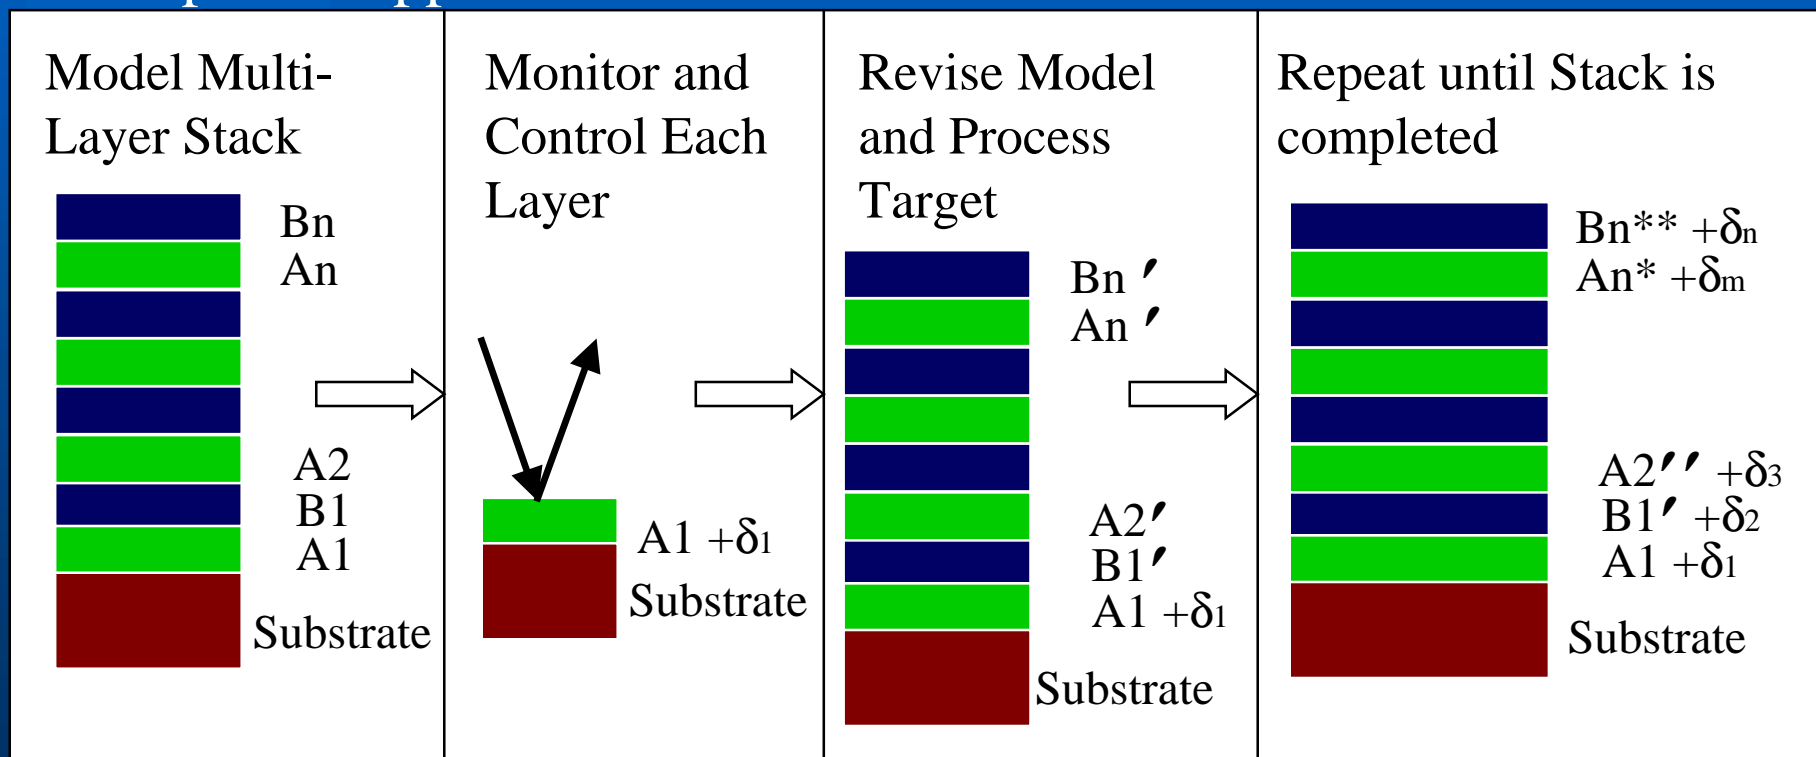 Model Multi-
Layer Stack
Bn
An
A2
B1
A1
Substrate
Monitor and
Control Each
Layer
A1 +δ1
Substrate
Revise Model
and Process
Target
Bn ′
An ′
A2′
B1′
A1 +δ1
Substrate
Repeat until Stack is
completed
Bn** +δn
An* +δm
A2′′ +δ3
B1′ +δ2
A1 +δ1
Substrate